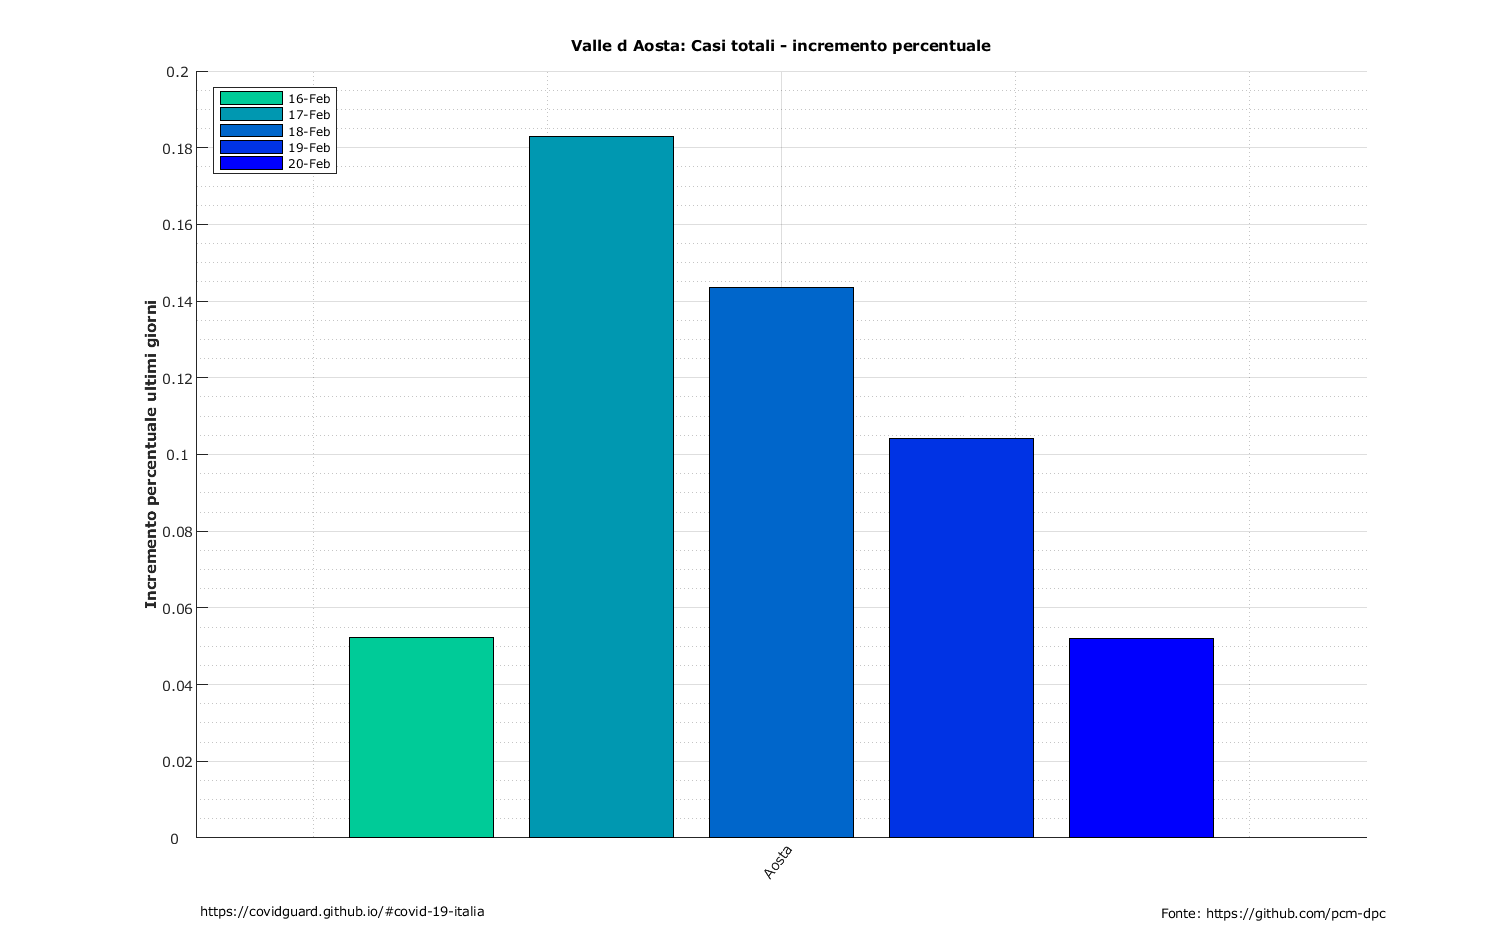 Valle d Aosta: Casi totali - incremento percentuale
0.2
0.18
0.16
0.14
0.12
0.1
0.08
0.06
0.04
0.02
0
Incremento percentuale ultimi giorni
16-Feb
17-Feb
18-Feb
19-Feb
20-Feb
Aosta
https://covidguard.github.io/#covid-19-italia
Fonte: https://github.com/pcm-dpc